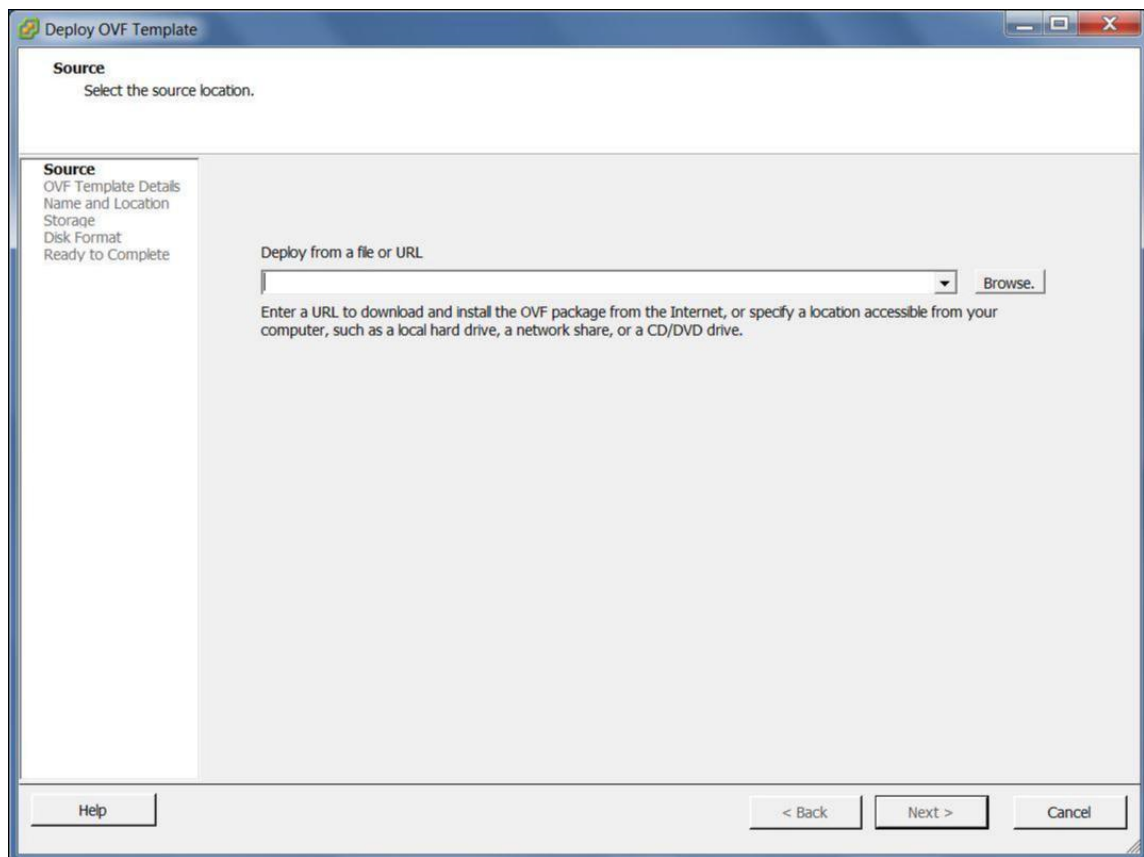 Deploy OVF Template
Source
Select the source location.
Source
OVF Template Details
Name and Location
Storage
Disk Format
Ready to Complete
Deploy from a file or URL
Browse.
Enter a URL to download and install the OVF package from the Internet, or specify a location accessible from your
computer, such as a local hard drive, a network share, or a CD/DVD drive.
Help
< Back
Next >
Cancel